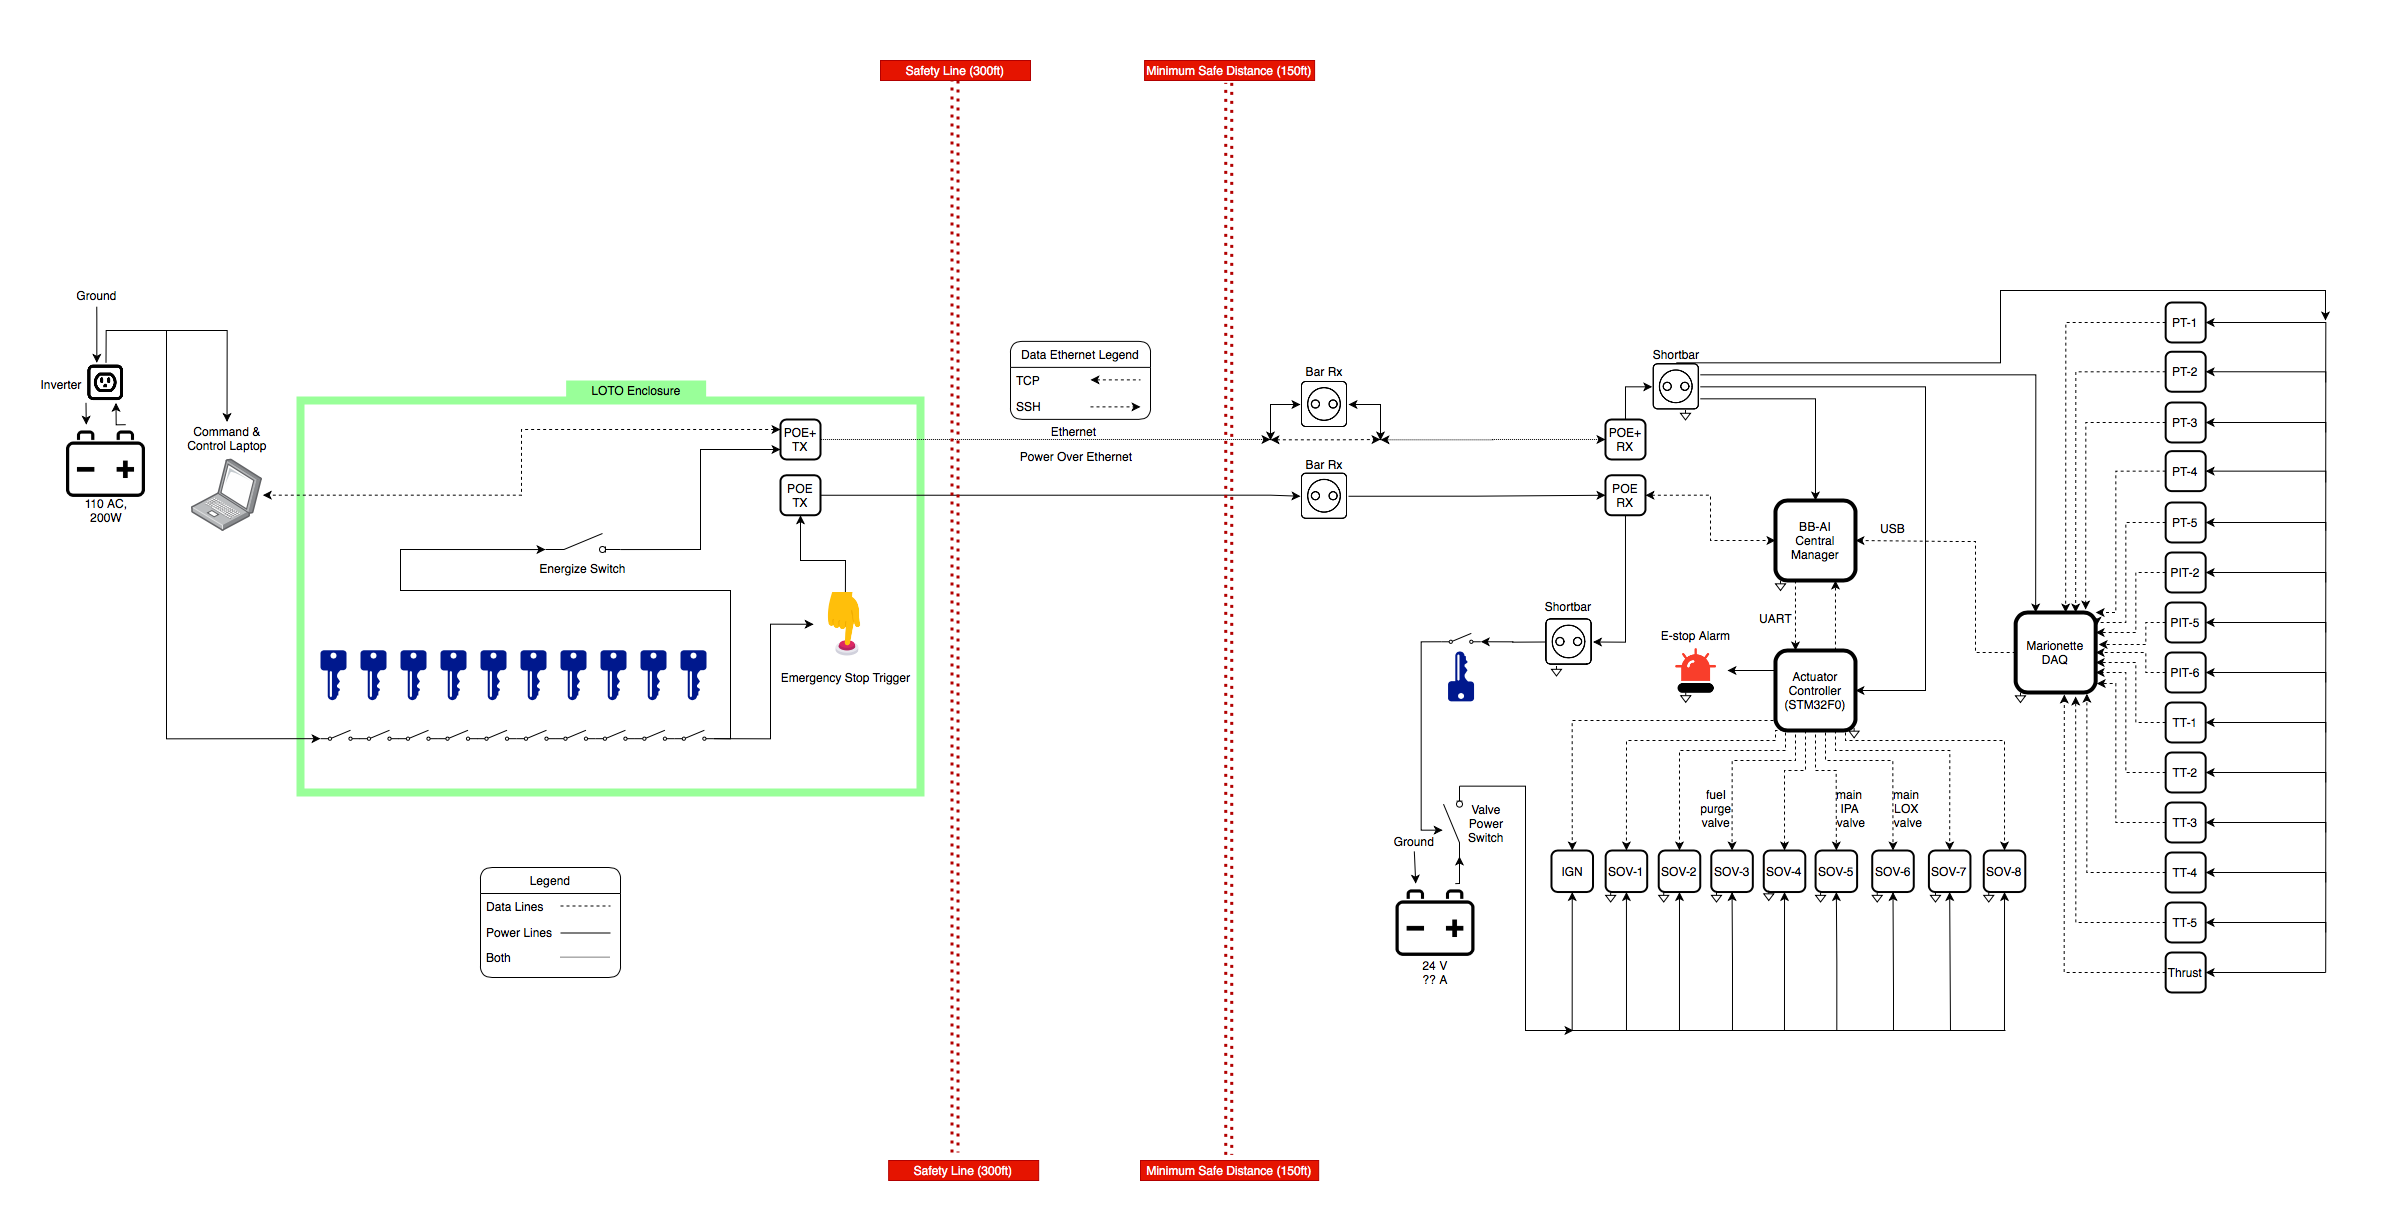 Safety Line (300ft)
Minimum Safe Distance (150ft)
Ground
Inverter
110 AC,
200W
Command &
Control Laptop
LOTO Enclosure
POE+
TX
POE
TX
Energize Switch
Emergency Stop Trigger
Legend
Data Lines
Power Lines
Both
Data Ethernet Legend
TCP
SSH
Ethernet
Power Over Ethernet
Bar Rx
Bar Rx
POE+
RX
POE
RX
Shortbar
Shortbar
BB-AI
Central
Manager
USB
UART
E-stop Alarm
Actuator
Controller
(STM32F0)
Marionette
DAQ
Valve
Power
Switch
Ground
24 V
?? A
fuel
purge
valve
main
IPA
valve
main
LOX
valve
IGN
SOV-1
SOV-2
SOV-3
SOV-4
SOV-5
SOV-6
SOV-7
SOV-8
PT-1
PT-2
PT-3
PT-4
PT-5
PIT-2
PIT-5
PIT-6
TT-1
TT-2
TT-3
TT-4
TT-5
Thrust
Safety Line (300ft)
Minimum Safe Distance (150ft)